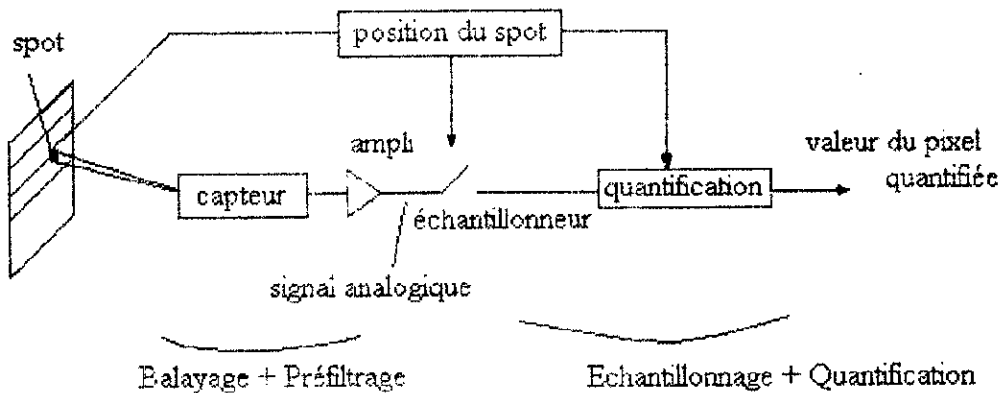 position du spot
spot
ampli
valeur du pixel
quantifiée
capteur
quantification
échantillonneur
signal analogique
Balayage + Préfiltrage
Echantillonnage + Quantification